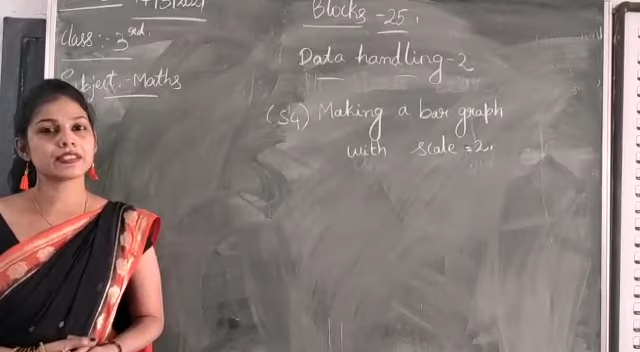 Class :- 3rd.
Subject :- Maths
Blocks - 25.
Data handling - 2
(S4) Making a bar graph
with scale = 2.